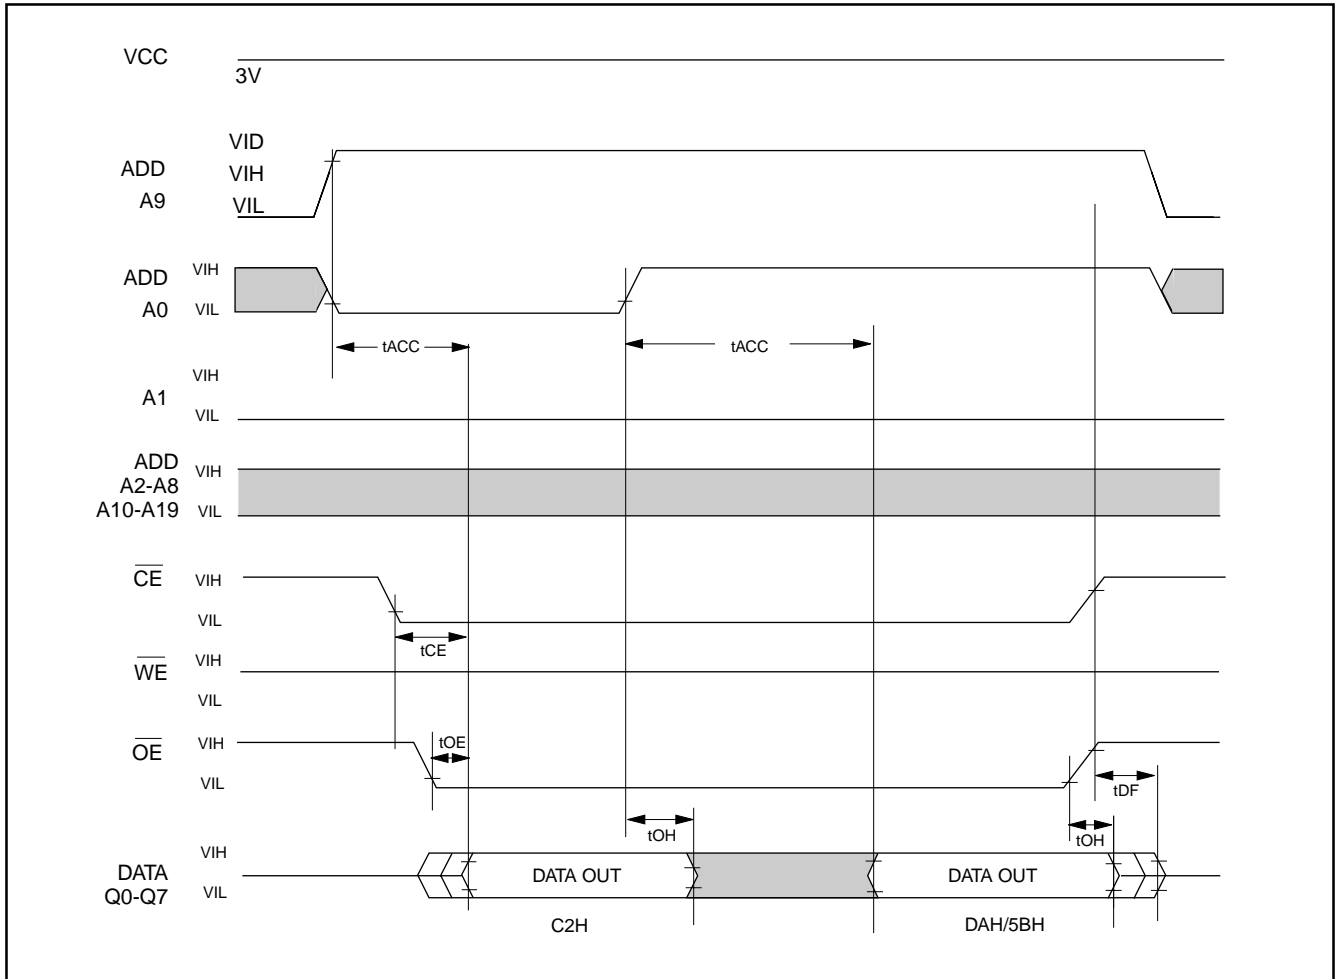 VCC
3V
VID
ADD
VIH
A9
VIL
ADD
VIH
A0
VIL
tACC
tACC
VIH
A1
VIL
ADD
VIH
A2-A8
A10-A19
VIL
CE
VIH
VIL
tCE
WE
VIH
VIL
OE
VIH
tOE
VIL
tDF
tOH
tOH
VIH
DATA
DATA OUT
DATA OUT
Q0-Q7
VIL
C2H
DAH/5BH